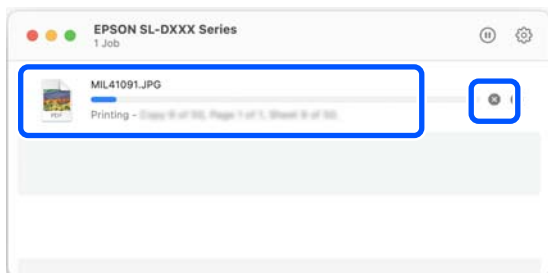 EPSON SL-DXXX Series
1 Job
MIL41091.JPG
PDF
Printing -